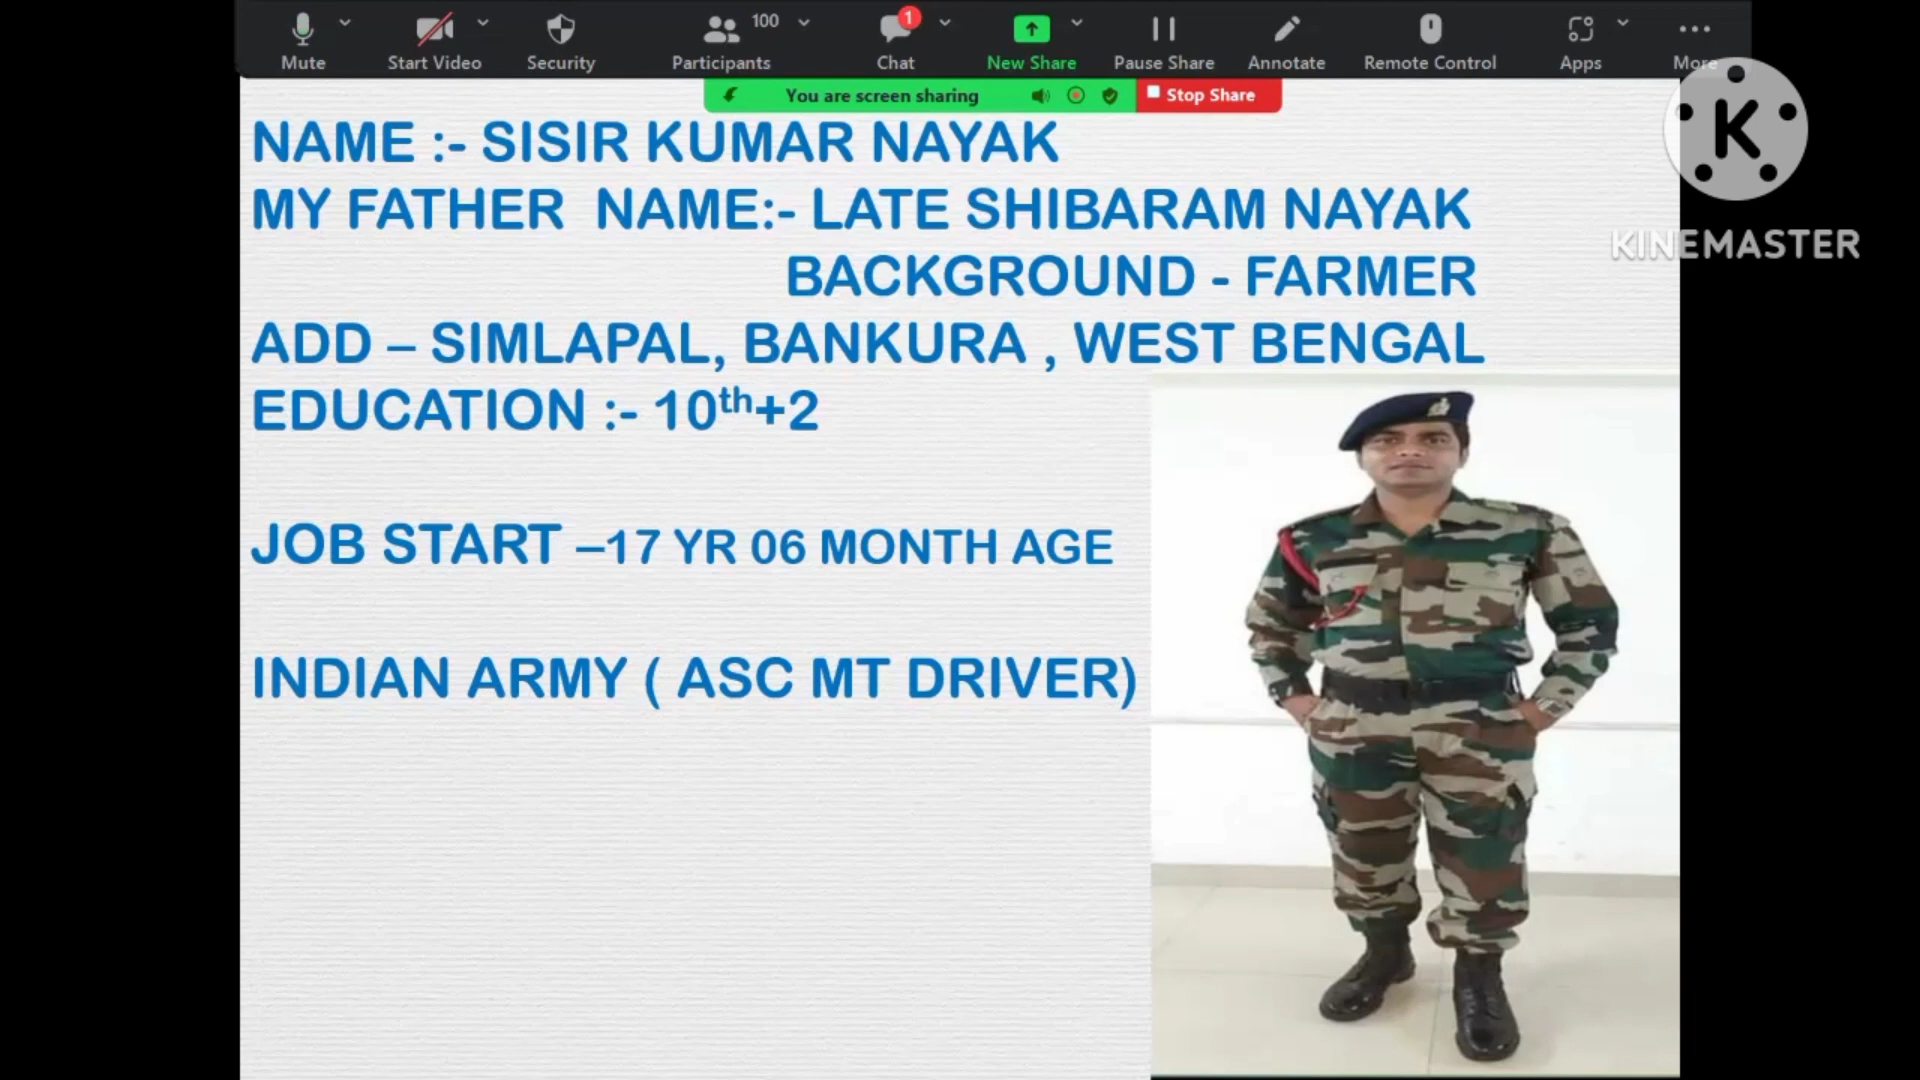 Mute Start Video Security Participants 100 Chat 1 New Share Pause Share Annotate Remote Control Apps More
You are screen sharing Stop Share
K
KINEMASTER
NAME :- SISIR KUMAR NAYAK
MY FATHER NAME:- LATE SHIBARAM NAYAK
BACKGROUND - FARMER
ADD – SIMLAPAL, BANKURA , WEST BENGAL
EDUCATION :- 10th+2
JOB START –17 YR 06 MONTH AGE
INDIAN ARMY ( ASC MT DRIVER)